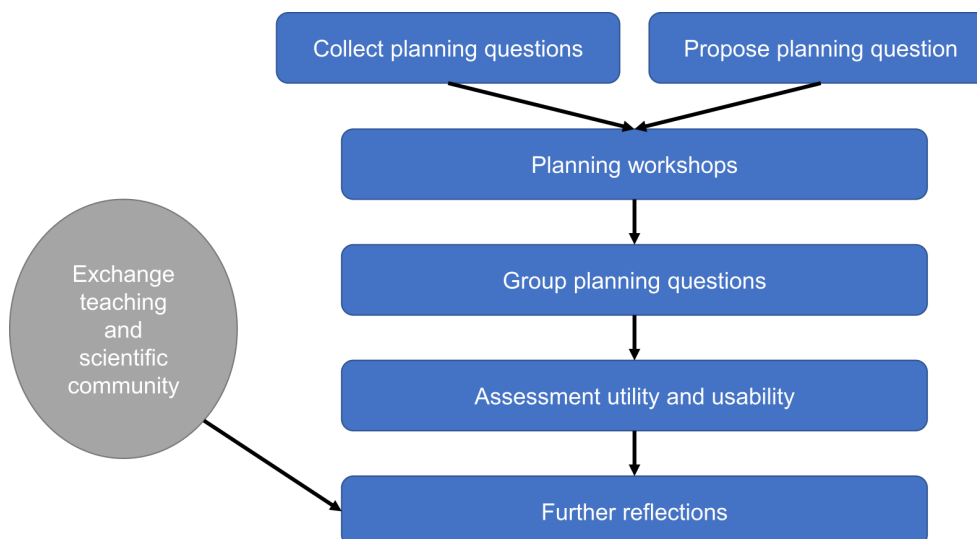 Collect planning questions
Propose planning question
Planning workshops
Group planning questions
Exchange
teaching
and
scientific
community
Assessment utility and usability
Further reflections